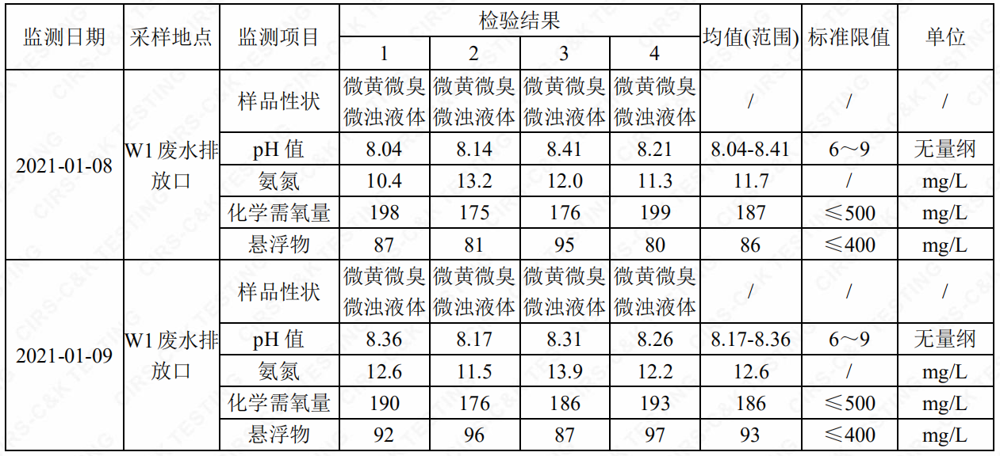 监测日期 采样地点 监测项目 检验结果 均值(范围) 标准限值 单位
1 2 3 4
2021-01-08 W1废水排放口 样品性状 微黄微臭微浊液体 微黄微臭微浊液体 微黄微臭微浊液体 微黄微臭微浊液体 / / /
pH值 8.04 8.14 8.41 8.21 8.04-8.41 6～9 无量纲
氨氮 10.4 13.2 12.0 11.3 11.7 / mg/L
化学需氧量 198 175 176 199 187 ≤500 mg/L
悬浮物 87 81 95 80 86 ≤400 mg/L
2021-01-09 W1废水排放口 样品性状 微黄微臭微浊液体 微黄微臭微浊液体 微黄微臭微浊液体 微黄微臭微浊液体 / / /
pH值 8.36 8.17 8.31 8.26 8.17-8.36 6～9 无量纲
氨氮 12.6 11.5 13.9 12.2 12.6 / mg/L
化学需氧量 190 176 186 193 186 ≤500 mg/L
悬浮物 92 96 87 97 93 ≤400 mg/L
CIRS-C&K TESTING